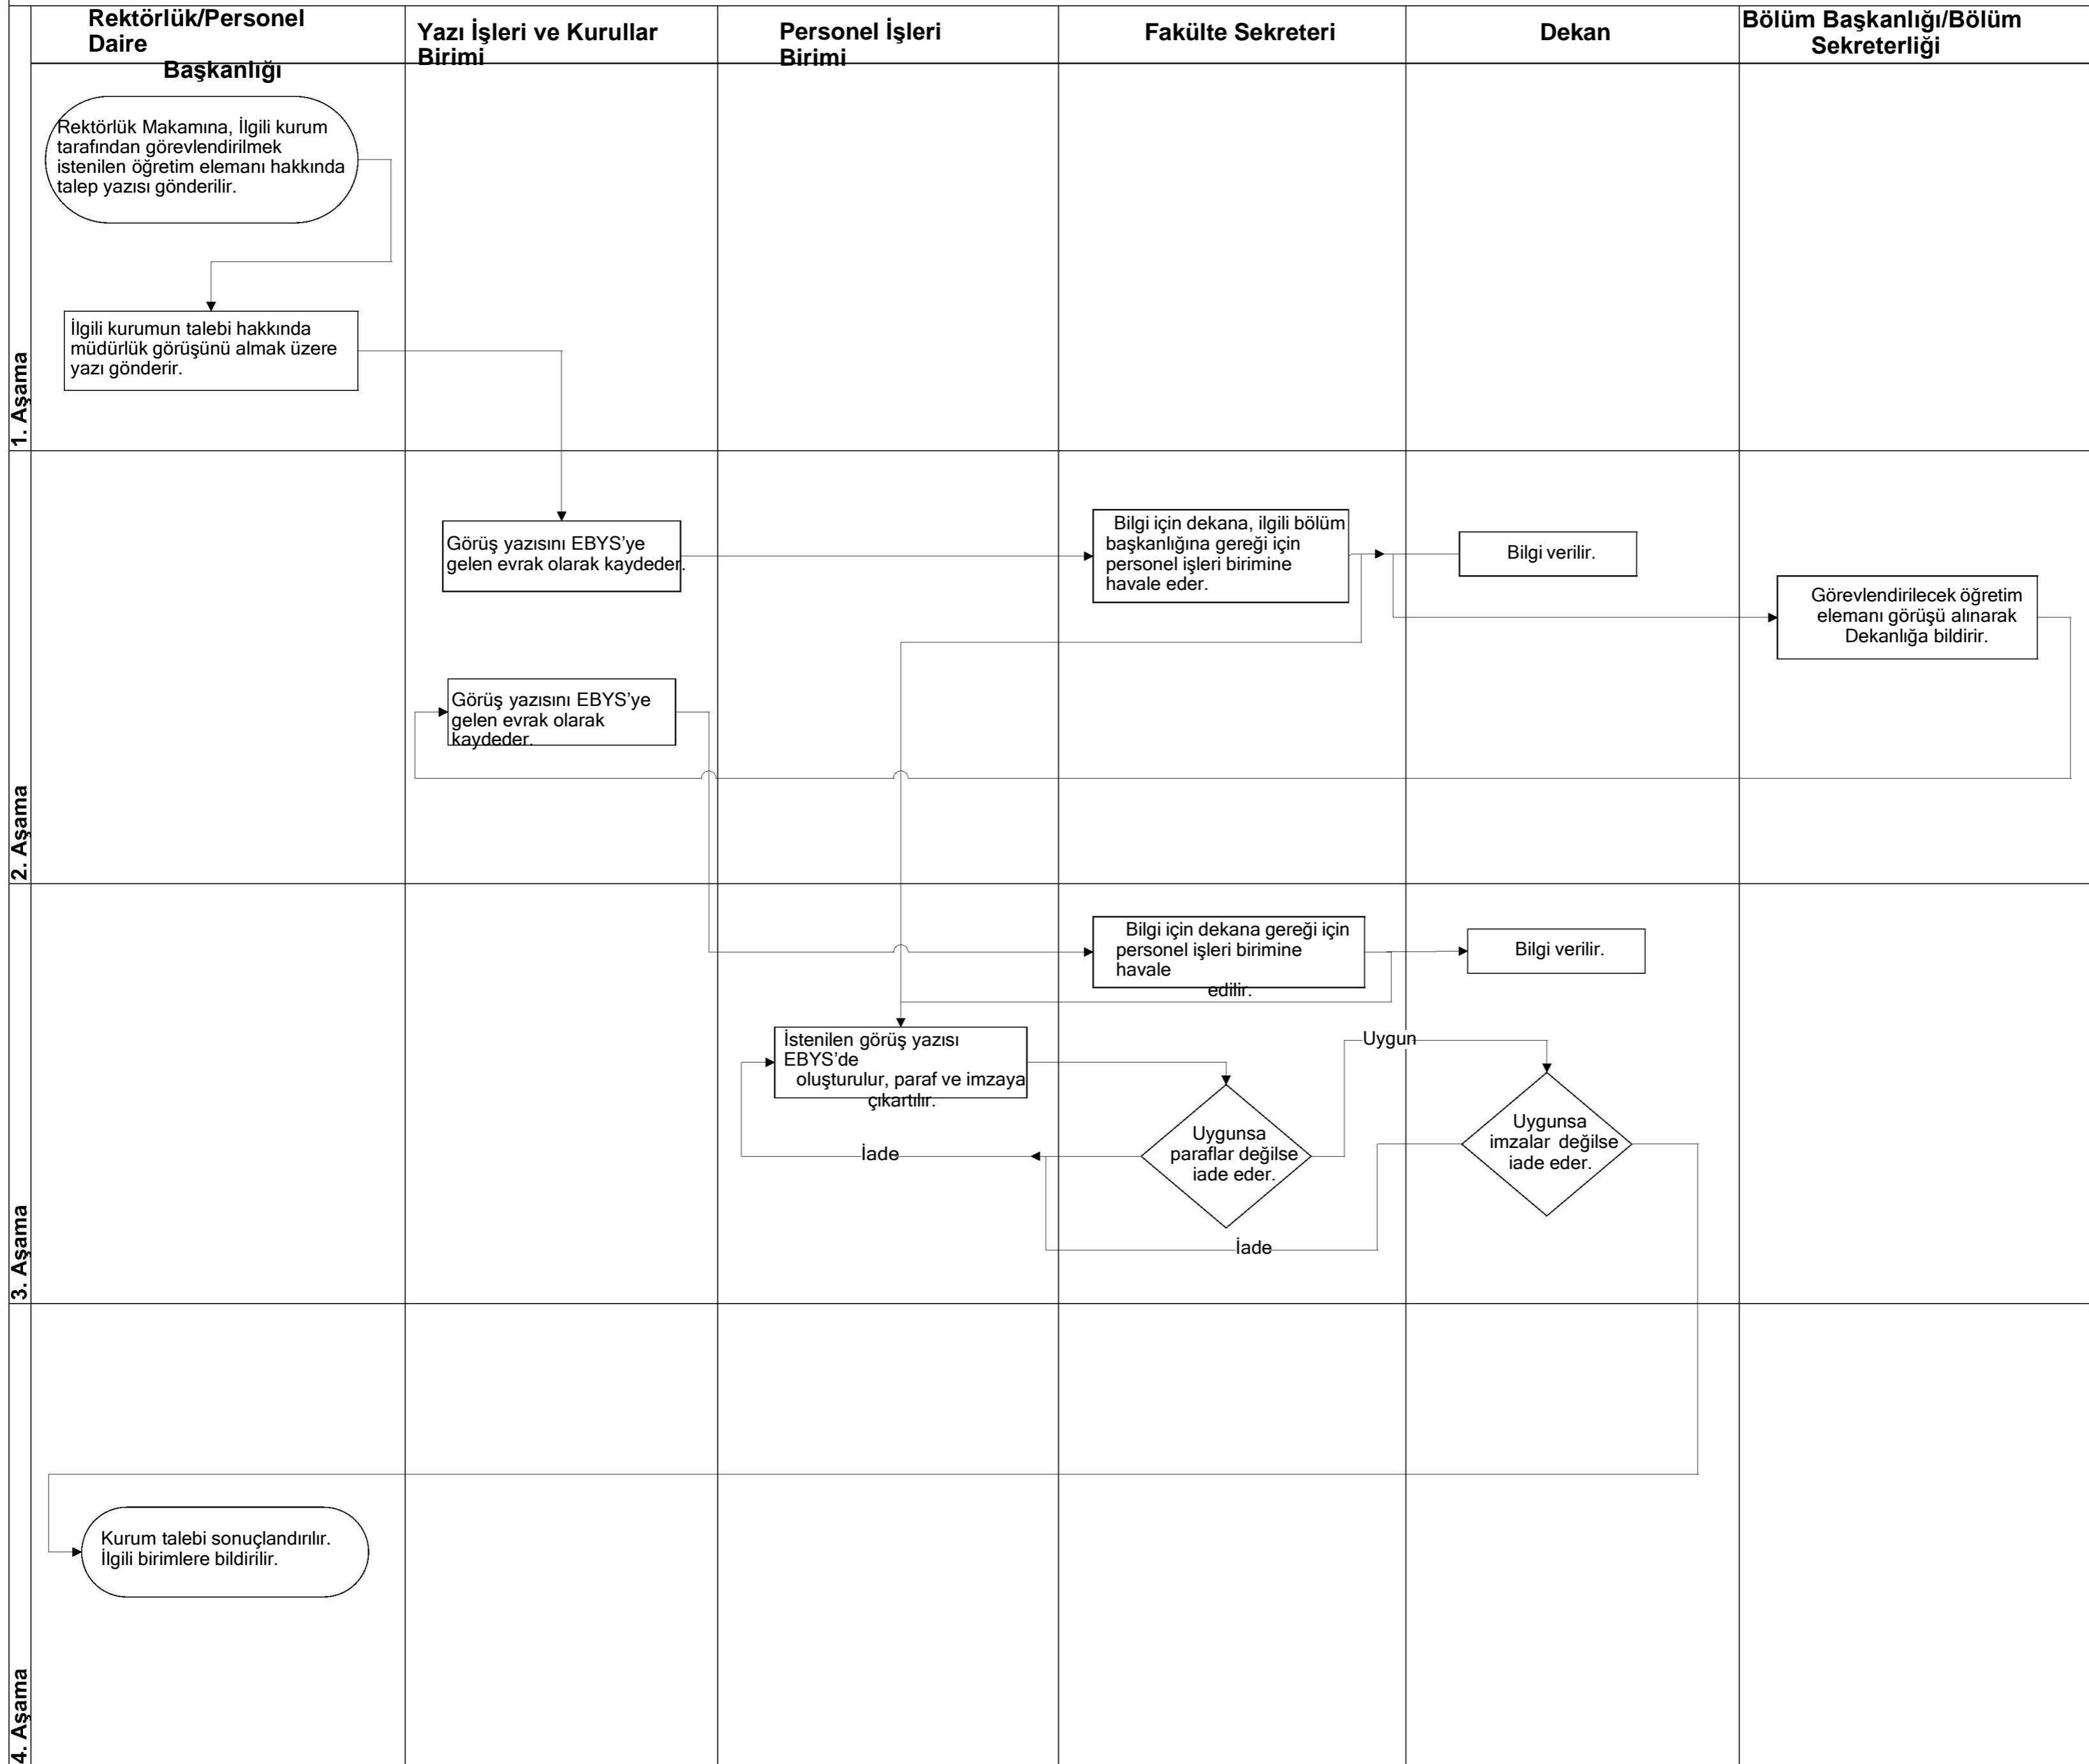 Rektörlük/Personel
Daire
Başkanlığı
Yazı İşleri ve Kurullar
Birimi
Personel İşleri
Birimi
Fakülte Sekreteri
Dekan
Bölüm Başkanlığı/Bölüm
Sekreterliği
1. Aşama
Rektörlük Makamına, İlgili kurum
tarafından görevlendirilmek
istenilen öğretim elemanı hakkında
talep yazısı gönderilir.
İlgili kurumun talebi hakkında
müdürlük görüşünü almak üzere
yazı gönderir.
2. Aşama
Görüş yazısını EBYS’ye
gelen evrak olarak kaydeder.
Bilgi için dekana, ilgili bölüm
başkanlığına gereği için
personel işleri birimine
havale eder.
Bilgi verilir.
Görevlendirilecek öğretim
elemanı görüşü alınarak
Dekanlığa bildirir.
Görüş yazısını EBYS’ye
gelen evrak olarak
kaydeder.
3. Aşama
Bilgi için dekana gereği için
personel işleri birimine
havale
edilir.
Bilgi verilir.
İstenilen görüş yazısı
EBYS’de
oluşturulur, paraf ve imzaya
çıkartılır.
Uygun
Uygunsa
paraflar değilse
iade eder.
Uygunsa
imzalar değilse
iade eder.
İade
İade
4. Aşama
Kurum talebi sonuçlandırılır.
İlgili birimlere bildirilir.